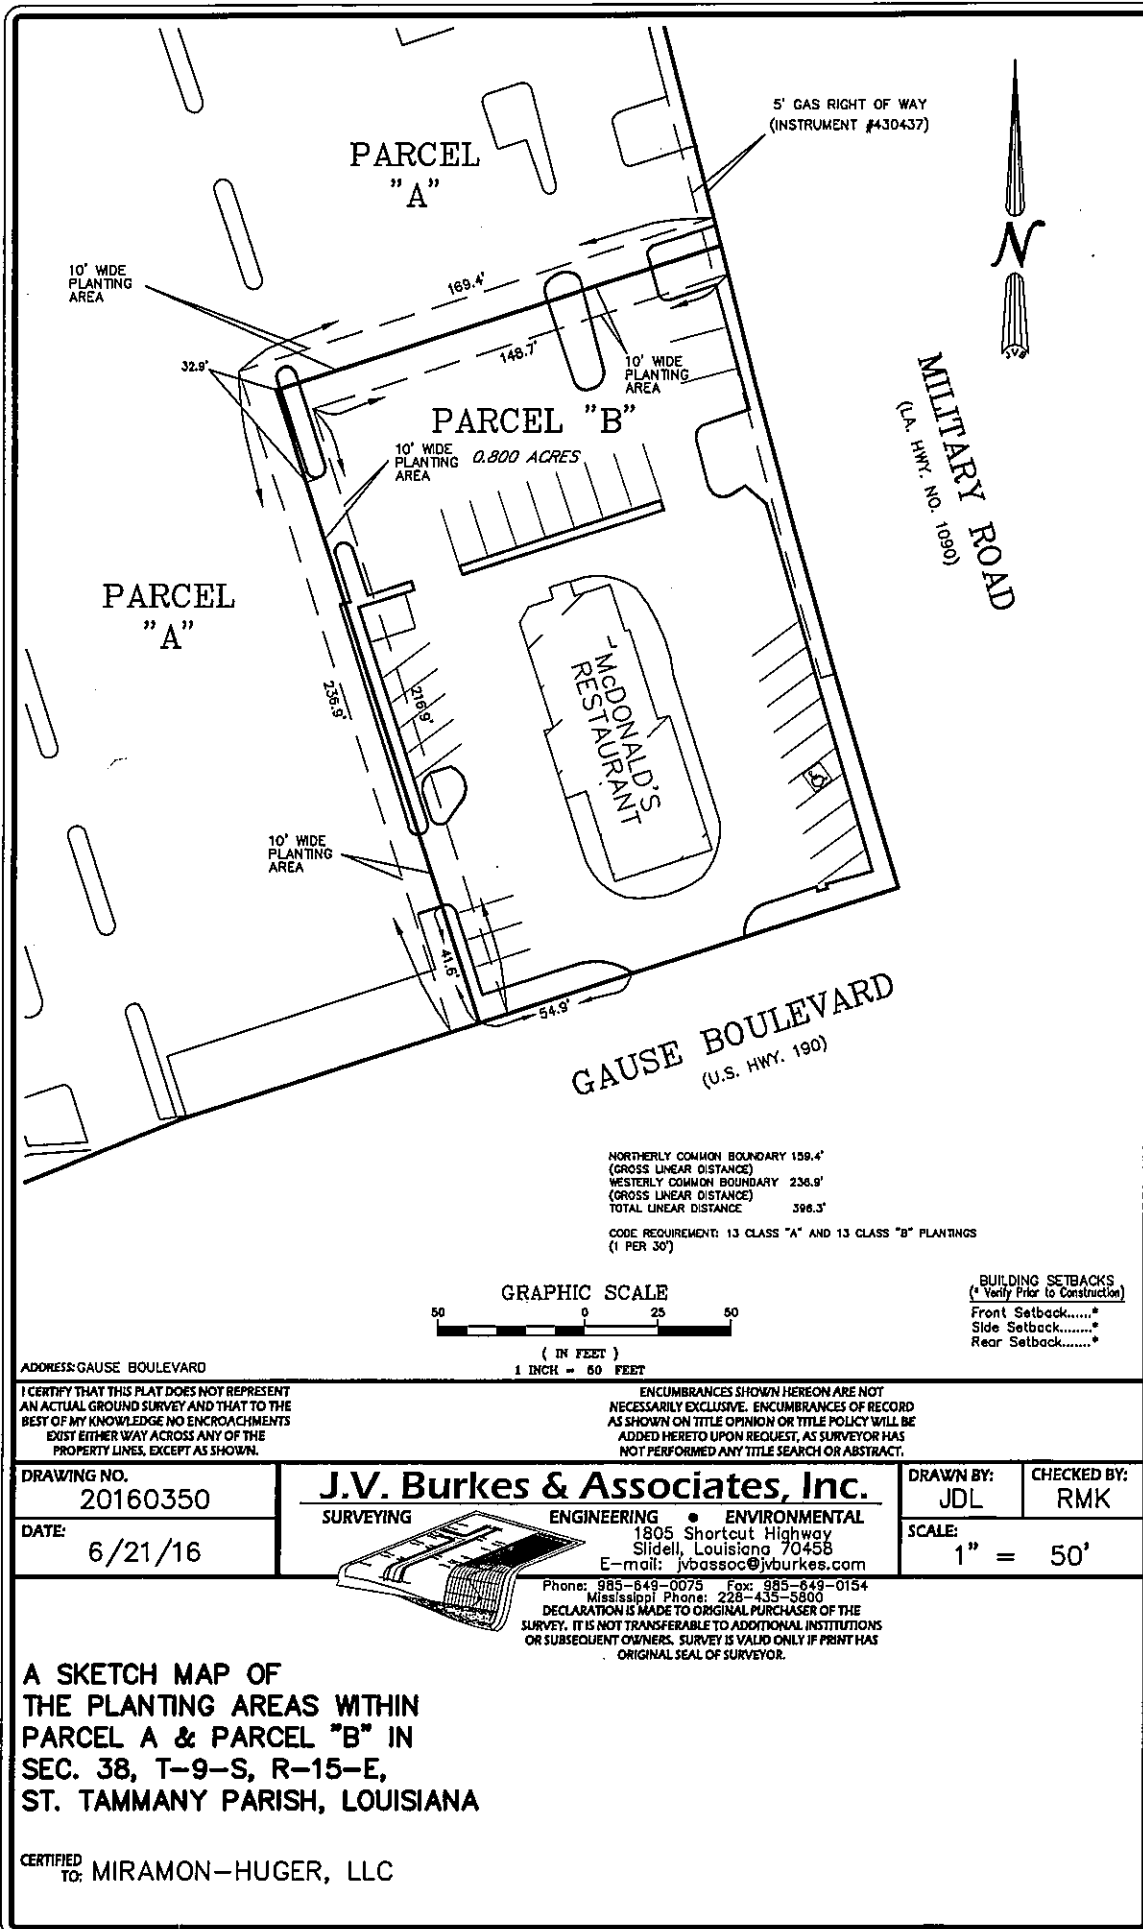 5' GAS RIGHT OF WAY
(INSTRUMENT #430437)
PARCEL
"A"
N
JVB
10' WIDE
PLANTING
AREA
169.4'
148.7'
32.9'
10' WIDE
PLANTING
AREA
PARCEL "B"
0.800 ACRES
10' WIDE
PLANTING
AREA
MILITARY ROAD
(LA. HWY. NO. 1090)
PARCEL
"A"
McDONALD'S
RESTAURANT
236.9'
216.9'
10' WIDE
PLANTING
AREA
41.6'
54.9'
GAUSE BOULEVARD
(U.S. HWY. 190)
NORTHERLY COMMON BOUNDARY 159.4'
(GROSS LINEAR DISTANCE)
WESTERLY COMMON BOUNDARY 236.9'
(GROSS LINEAR DISTANCE)
TOTAL LINEAR DISTANCE 396.3'
CODE REQUIREMENT: 13 CLASS "A" AND 13 CLASS "B" PLANTINGS
(1 PER 30')
GRAPHIC SCALE
50 0 25 50
( IN FEET )
1 INCH = 50 FEET
BUILDING SETBACKS
(* Verify Prior to Construction)
Front Setback......*
Side Setback........*
Rear Setback.......*
ADDRESS: GAUSE BOULEVARD
I CERTIFY THAT THIS PLAT DOES NOT REPRESENT
AN ACTUAL GROUND SURVEY AND THAT TO THE
BEST OF MY KNOWLEDGE NO ENCROACHMENTS
EXIST EITHER WAY ACROSS ANY OF THE
PROPERTY LINES, EXCEPT AS SHOWN.
ENCUMBRANCES SHOWN HEREON ARE NOT
NECESSARILY EXCLUSIVE. ENCUMBRANCES OF RECORD
AS SHOWN ON TITLE OPINION OR TITLE POLICY WILL BE
ADDED HERETO UPON REQUEST, AS SURVEYOR HAS
NOT PERFORMED ANY TITLE SEARCH OR ABSTRACT.
DRAWING NO.
20160350
DATE:
6/21/16
J.V. Burkes & Associates, Inc.
SURVEYING ENGINEERING • ENVIRONMENTAL
1805 Shortcut Highway
Slidell, Louisiana 70458
E-mail: jvbassoc@jvburkes.com
Phone: 985-649-0075 Fax: 985-649-0154
Mississippi Phone: 228-435-5800
DECLARATION IS MADE TO ORIGINAL PURCHASER OF THE
SURVEY. IT IS NOT TRANSFERABLE TO ADDITIONAL INSTITUTIONS
OR SUBSEQUENT OWNERS. SURVEY IS VALID ONLY IF PRINT HAS
ORIGINAL SEAL OF SURVEYOR.
DRAWN BY:
JDL
CHECKED BY:
RMK
SCALE:
1" = 50'
A SKETCH MAP OF
THE PLANTING AREAS WITHIN
PARCEL A & PARCEL "B" IN
SEC. 38, T-9-S, R-15-E,
ST. TAMMANY PARISH, LOUISIANA
CERTIFIED
TO: MIRAMON-HUGER, LLC